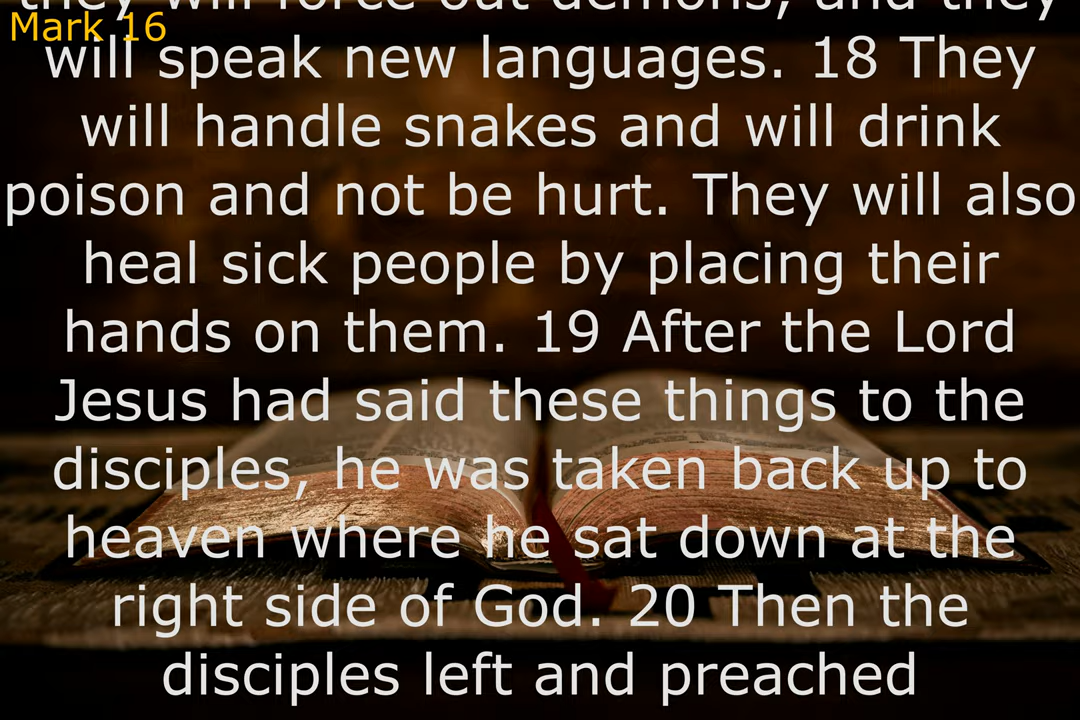 they will force out demons, and they
Mark 16
will speak new languages. 18 They
will handle snakes and will drink
poison and not be hurt. They will also
heal sick people by placing their
hands on them. 19 After the Lord
Jesus had said these things to the
disciples, he was taken back up to
heaven where he sat down at the
right side of God. 20 Then the
disciples left and preached